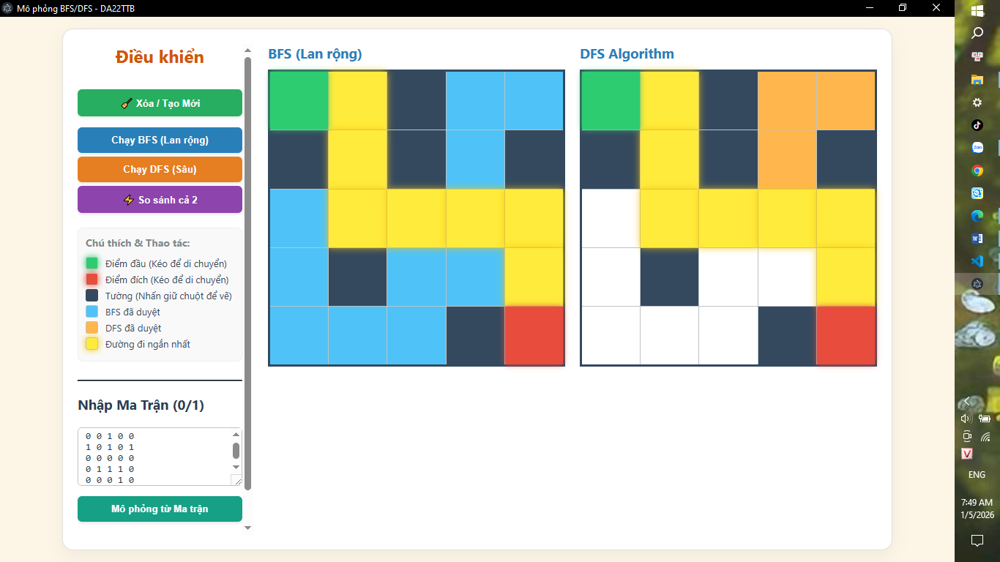 Mô phỏng BFS/DFS - DA22TTB
Điều khiển
Xóa / Tạo Mới
Chạy BFS (Lan rộng)
Chạy DFS (Sâu)
So sánh cả 2
Chú thích & Thao tác:
Điểm đầu (Kéo để di chuyển)
Điểm đích (Kéo để di chuyển)
Tường (Nhấn giữ chuột để vẽ)
BFS đã duyệt
DFS đã duyệt
Đường đi ngắn nhất
Nhập Ma Trận (0/1)
0 0 1 0 0
1 0 1 0 1
0 0 0 0 0
0 1 1 1 0
0 0 0 1 0
Mô phỏng từ Ma trận
BFS (Lan rộng)
DFS Algorithm
Zalo
W
V
ENG
7:49 AM
1/5/2026